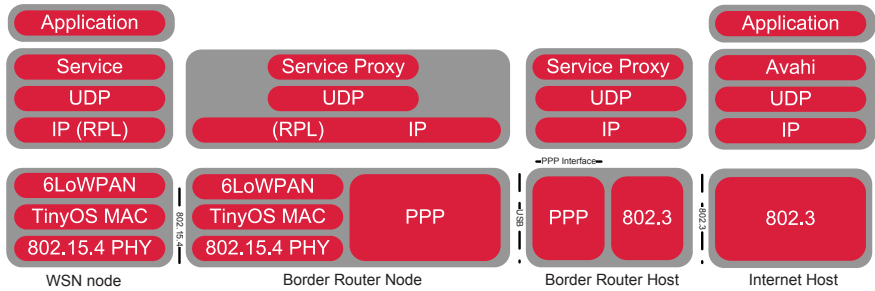 Application
Application
Service
Service Proxy
Service Proxy
Avahi
UDP
UDP
UDP
UDP
IP (RPL)
(RPL) IP
IP
IP
PPP Interface
6LoWPAN
6LoWPAN
TinyOS MAC
802.15.4
TinyOS MAC
PPP
USB
PPP
802.3
802.3
802.3
802.15.4 PHY
802.15.4 PHY
WSN node
Border Router Node
Border Router Host
Internet Host